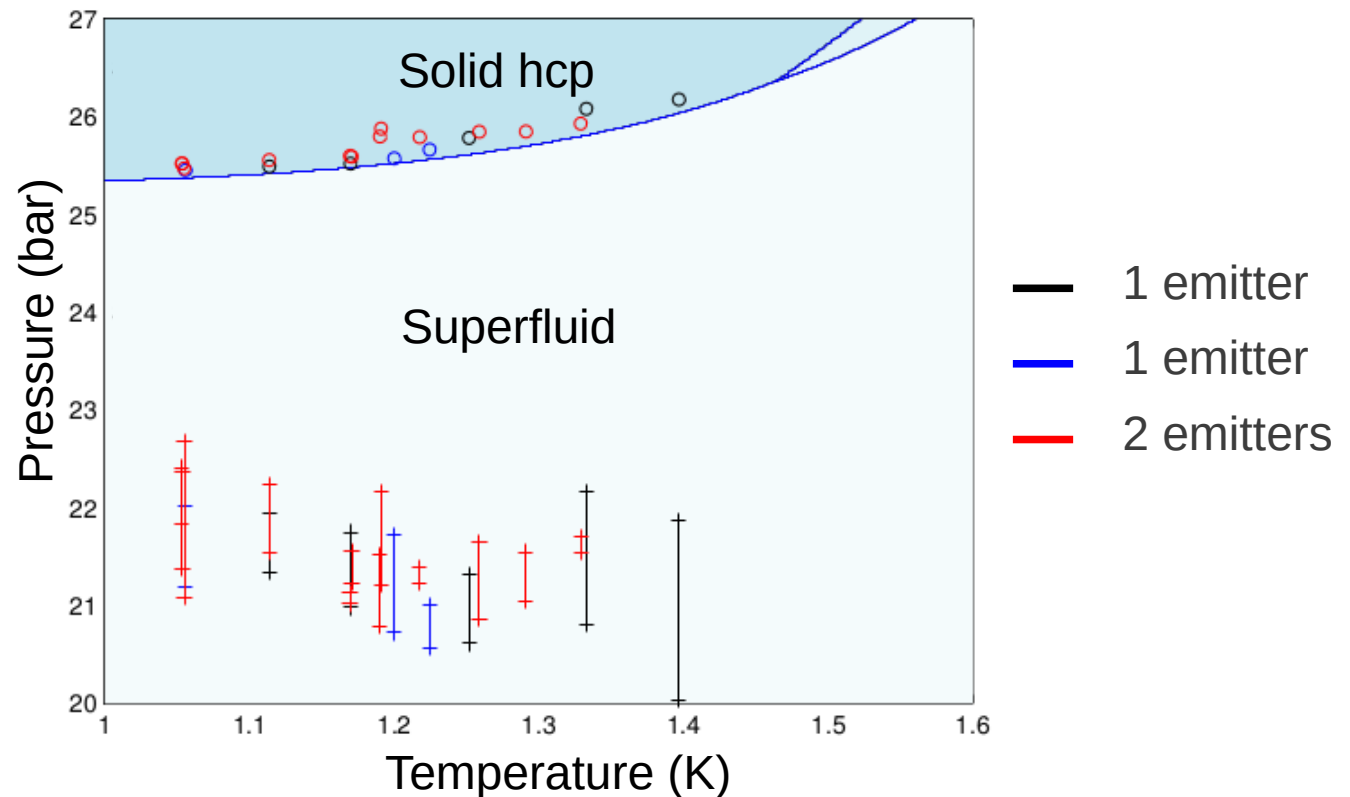 27
26
25
24
23
22
21
20
Pressure (bar)
Solid hcp
Superfluid
1 1.1 1.2 1.3 1.4 1.5 1.6
Temperature (K)
1 emitter
1 emitter
2 emitters